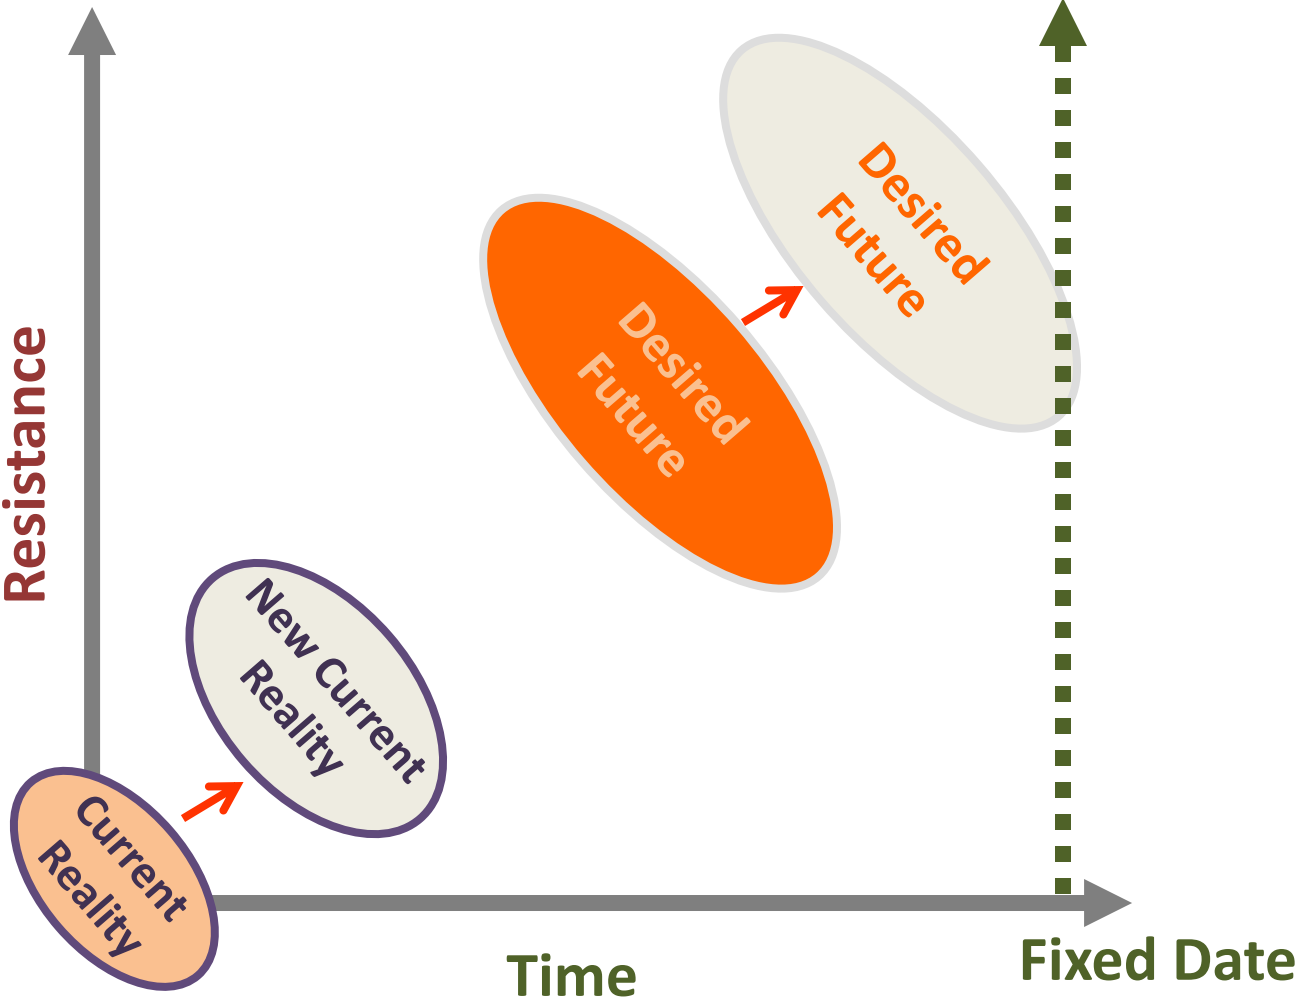 Desired
Future
Desired
Future
Resistance
New Current
Reality
Current
Reality
Time
Fixed Date